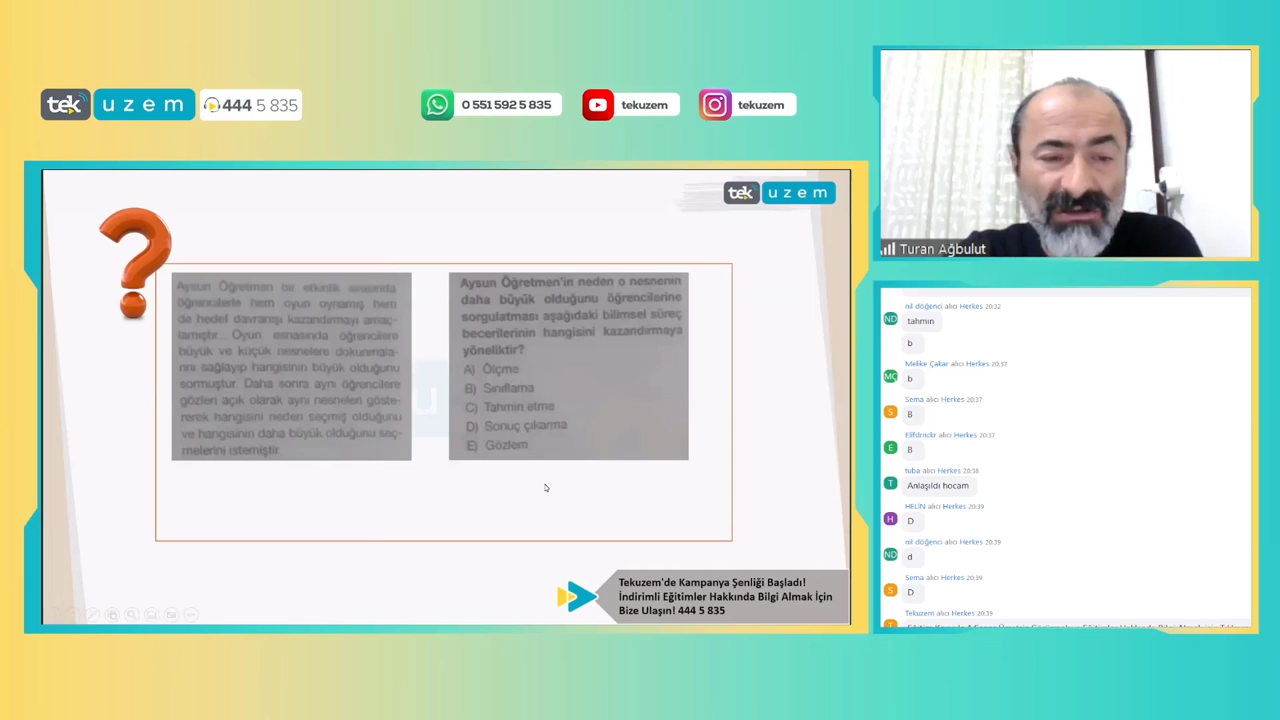 tek uzem 444 5 835
0 551 592 5 835
tekuzem
tekuzem
tek uzem
Aysun Öğretmen bir etkinlik sırasında
öğrencilerle hem oyun oynamış hem
de hedef davranışı kazandırmayı amaç-
lamıştır. Oyun esnasında öğrencilere
büyük ve küçük nesnelere dokunmala-
rını sağlayıp hangisinin büyük olduğunu
sormuştur. Daha sonra aynı öğrencilere
gözleri açık olarak aynı nesneleri göste-
rerek hangisini neden seçmiş olduğunu
ve hangisinin daha büyük olduğunu seç-
melerini istemiştir.
Aysun Öğretmen'in neden o nesnenin
daha büyük olduğunu öğrencilerine
sorgulatması aşağıdaki bilimsel süreç
becerilerinin hangisini kazandırmaya
yöneliktir?
A) Ölçme
B) Sınıflama
C) Tahmin etme
D) Sonuç çıkarma
E) Gözlem
Tekuzem'de Kampanya Şenliği Başladı!
İndirimli Eğitimler Hakkında Bilgi Almak İçin
Bize Ulaşın! 444 5 835
Turan Ağbulut
nil döğenci alıcı Herkes 20:32
ND tahmın
b
Melike Çakar alıcı Herkes 20:37
MÇ b
Sema alıcı Herkes 20:37
S B
Elifdrnclr alıcı Herkes 20:37
E B
tuba alıcı Herkes 20:38
T Anlaşıldı hocam
HELİN alıcı Herkes 20:39
H D
nil döğenci alıcı Herkes 20:39
ND d
Sema alıcı Herkes 20:39
S D
Tekuzem alıcı Herkes 20:39